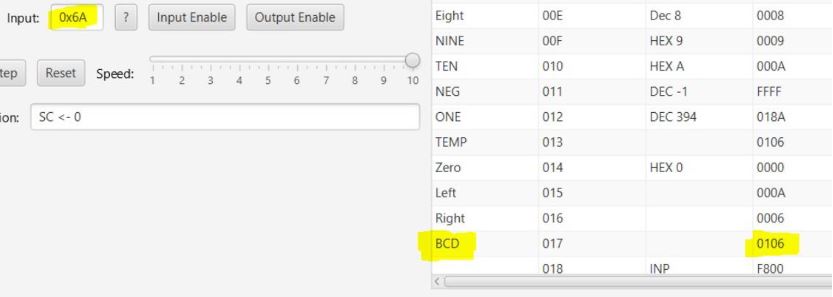 Input: 0x6A ? Input Enable Output Enable
tep Reset Speed:
1 2 3 4 5 6 7 8 9 10
ion: SC <- 0
Eight 00E Dec 8 0008
NINE 00F HEX 9 0009
TEN 010 HEX A 000A
NEG 011 DEC -1 FFFF
ONE 012 DEC 394 018A
TEMP 013 0106
Zero 014 HEX 0 0000
Left 015 000A
Right 016 0006
BCD 017 0106
018 INP F800